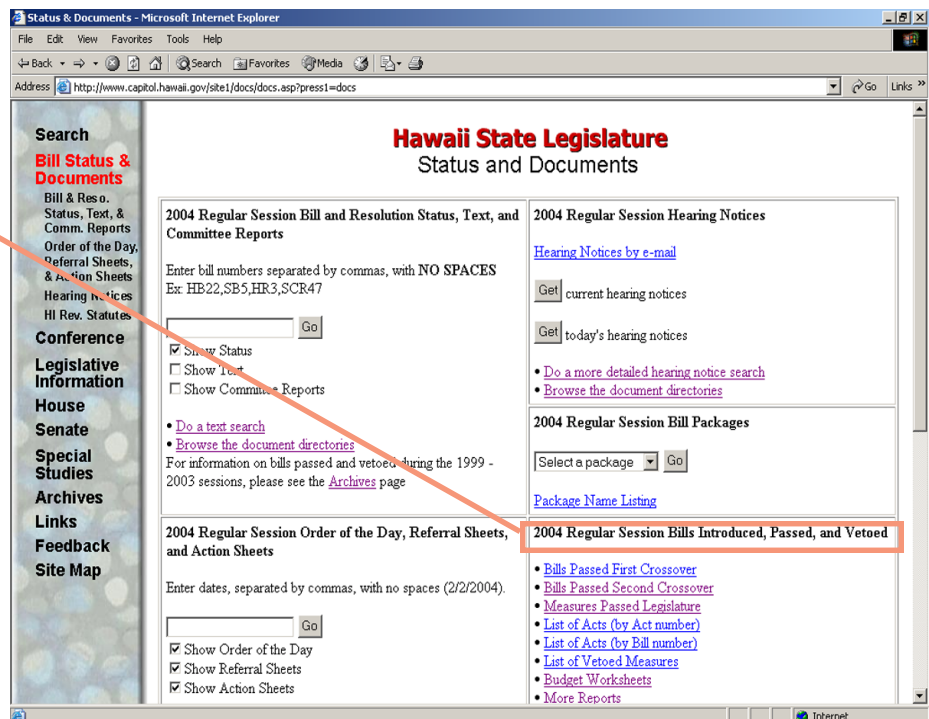 Status & Documents - Microsoft Internet Explorer
File Edit View Favorites Tools Help
Back Search Favorites Media
Address http://www.capitol.hawaii.gov/site1/docs/docs.asp?press1=docs Go Links »
Search
Bill Status &
Documents
Bill & Reso.
Status, Text, &
Comm. Reports
Order of the Day,
Referral Sheets,
& Action Sheets
Hearing Notices
HI Rev. Statutes
Conference
Legislative
Information
House
Senate
Special
Studies
Archives
Links
Feedback
Site Map
Hawaii State Legislature
Status and Documents
2004 Regular Session Bill and Resolution Status, Text, and
Committee Reports
Enter bill numbers separated by commas, with NO SPACES
Ex: HB22,SB5,HR3,SCR47
Go
Show Status
Show Text
Show Committee Reports
• Do a text search
• Browse the document directories
For information on bills passed and vetoed during the 1999 -
2003 sessions, please see the Archives page
2004 Regular Session Hearing Notices
Hearing Notices by e-mail
Get current hearing notices
Get today's hearing notices
• Do a more detailed hearing notice search
• Browse the document directories
2004 Regular Session Bill Packages
Select a package Go
Package Name Listing
2004 Regular Session Order of the Day, Referral Sheets,
and Action Sheets
Enter dates, separated by commas, with no spaces (2/2/2004).
Go
Show Order of the Day
Show Referral Sheets
Show Action Sheets
2004 Regular Session Bills Introduced, Passed, and Vetoed
• Bills Passed First Crossover
• Bills Passed Second Crossover
• Measures Passed Legislature
• List of Acts (by Act number)
• List of Acts (by Bill number)
• List of Vetoed Measures
• Budget Worksheets
• More Reports
Internet